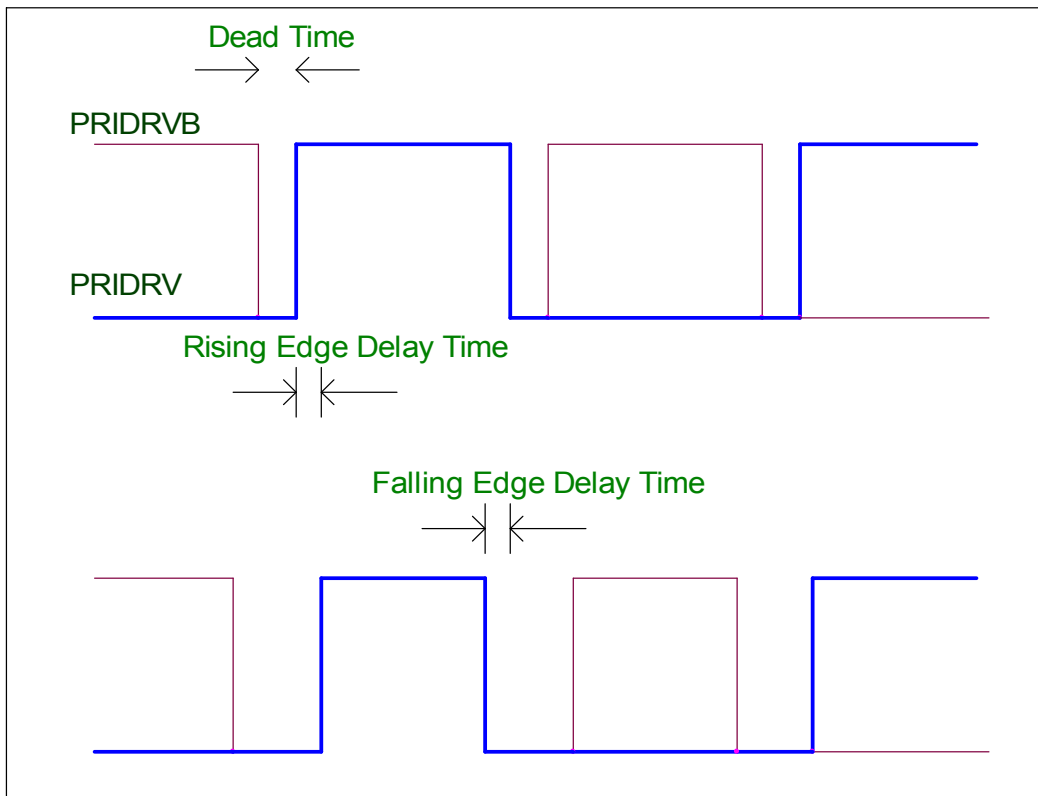 Dead Time
PRIDRVB
PRIDRV
Rising Edge Delay Time
Falling Edge Delay Time